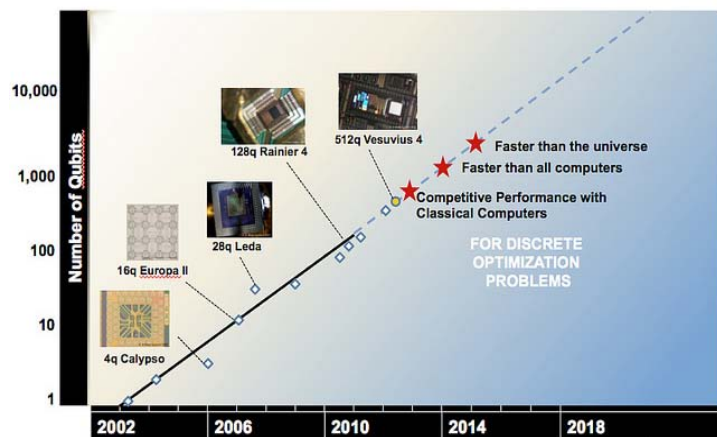 Number of Qubits
10,000
1,000
100
10
1
512q Vesuvius 4
128q Rainier 4
28q Leda
16q Europa II
4q Calypso
Faster than the universe
Faster than all computers
Competitive Performance with
Classical Computers
FOR DISCRETE
OPTIMIZATION
PROBLEMS
2002
2006
2010
2014
2018